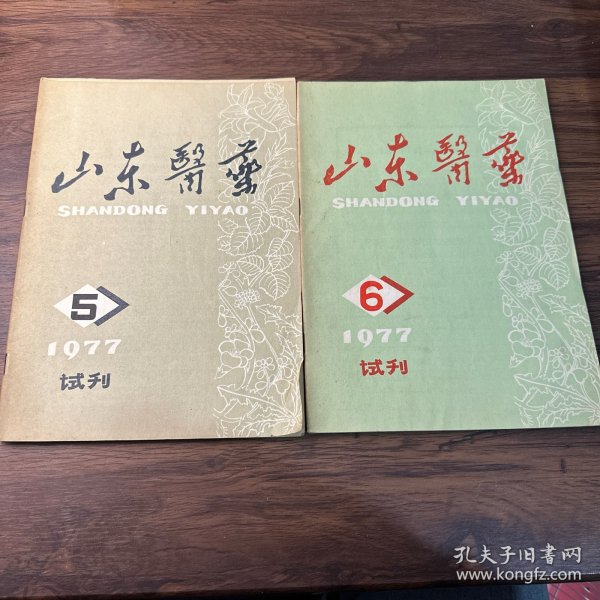 山东醫藥
SHANDONG YIYAO
5
1977
试刊
山东醫藥
SHANDONG YIYAO
6
1977
试刊
孔夫子旧书网
www.kongfz.com